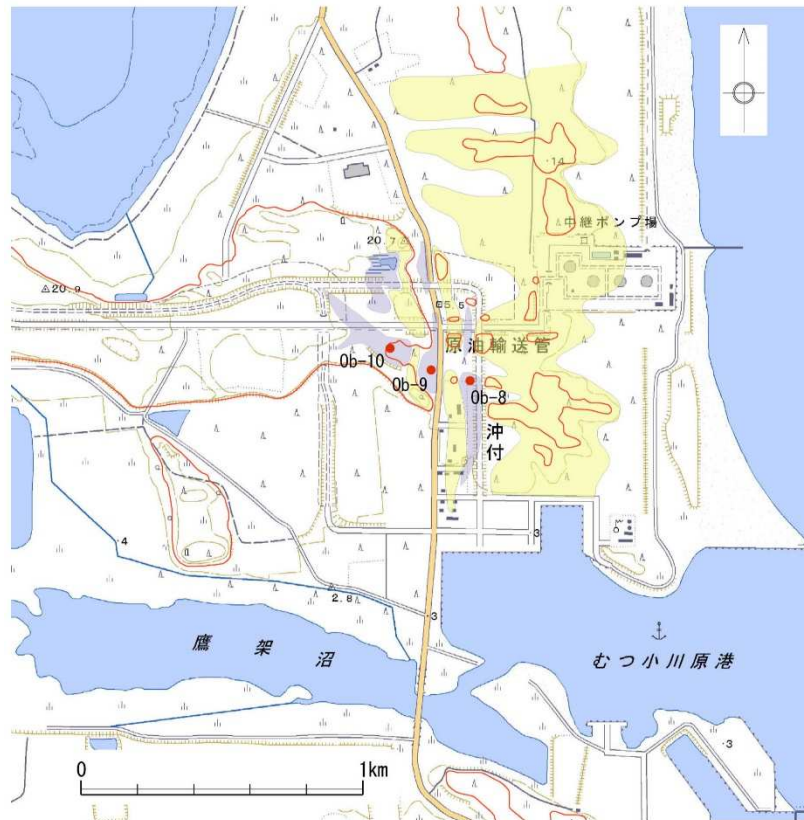 ・14
中継ポンプ場
20.7
△20.9
5.5
原油輸送管
Ob-10
Ob-9
Ob-8
沖付
3
・4
2.8
・3
鷹架沼
むつ小川原港
・3
0 1km